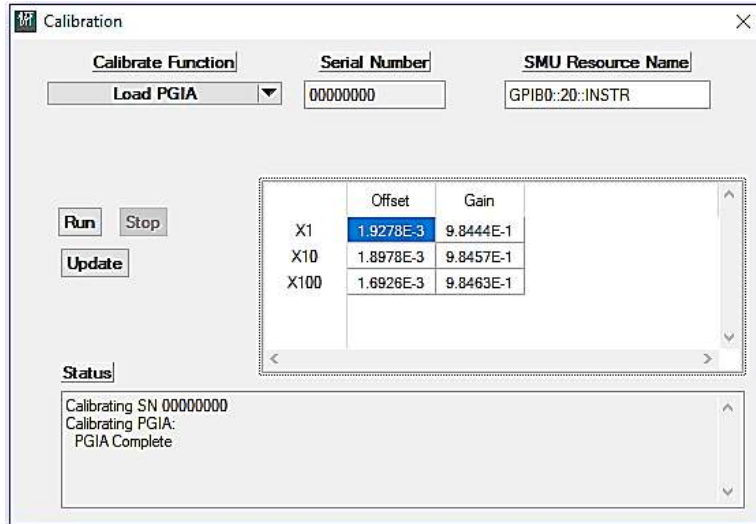 Calibration
Calibrate Function Serial Number SMU Resource Name
Load PGIA 00000000 GPIB0::20::INSTR
Offset Gain
X1 1.9278E-3 9.8444E-1
X10 1.8978E-3 9.8457E-1
X100 1.6926E-3 9.8463E-1
Run Stop
Update
Status
Calibrating SN 00000000
Calibrating PGIA:
PGIA Complete